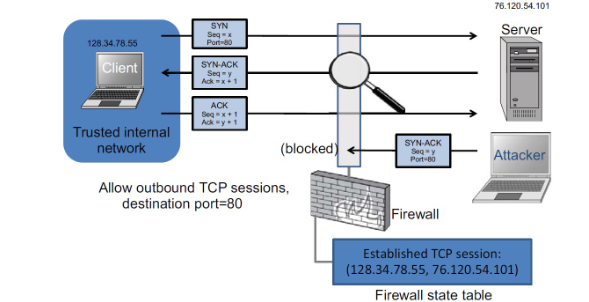 76.120.54.101
SYN
Seq = x
Port=80
Server
128.34.78.55
Client
SYN-ACK
Seq = y
Ack = x + 1
ACK
Seq = x + 1
Ack = y + 1
Trusted internal
network
(blocked)
SYN-ACK
Seq = y
Port=80
Attacker
Allow outbound TCP sessions,
destination port=80
Firewall
Established TCP session:
(128.34.78.55, 76.120.54.101)
Firewall state table